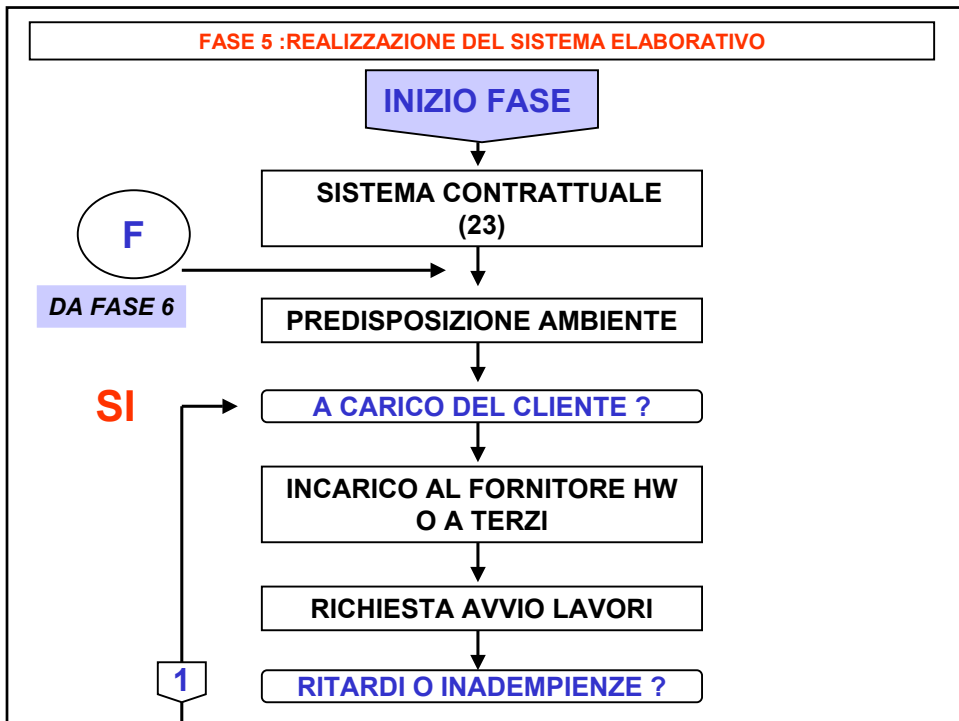 FASE 5 :REALIZZAZIONE DEL SISTEMA ELABORATIVO
INIZIO FASE
SISTEMA CONTRATTUALE
(23)
F
DA FASE 6
PREDISPOSIZIONE AMBIENTE
SI
A CARICO DEL CLIENTE ?
INCARICO AL FORNITORE HW
O A TERZI
RICHIESTA AVVIO LAVORI
1
RITARDI O INADEMPIENZE ?